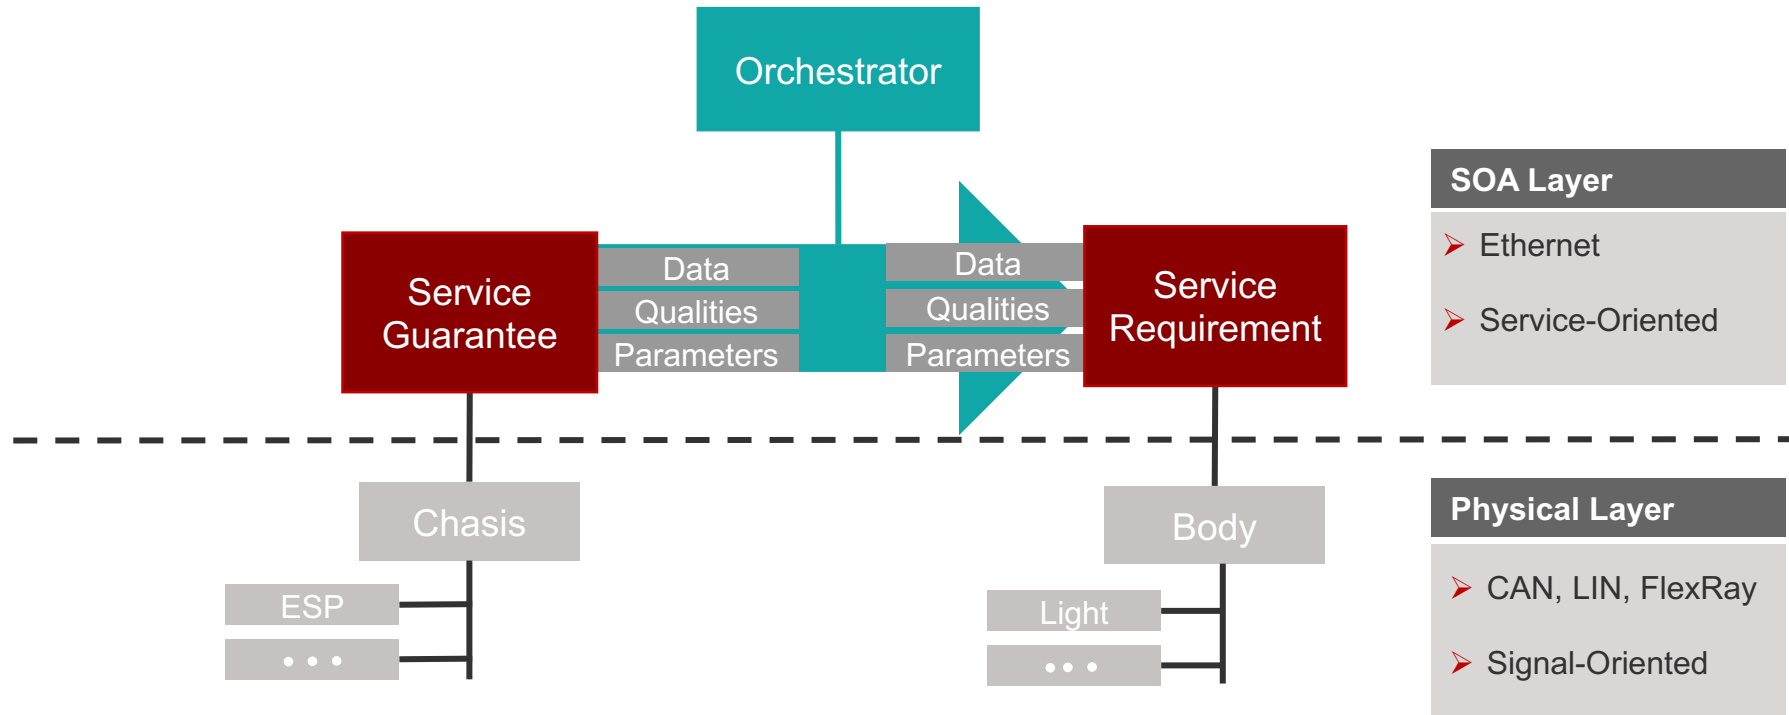 Orchestrator
Service
Guarantee
Data
Qualities
Parameters
Data
Qualities
Parameters
Service
Requirement
SOA Layer
Ethernet
Service-Oriented
Chasis
ESP
• • •
Body
Light
• • •
Physical Layer
CAN, LIN, FlexRay
Signal-Oriented